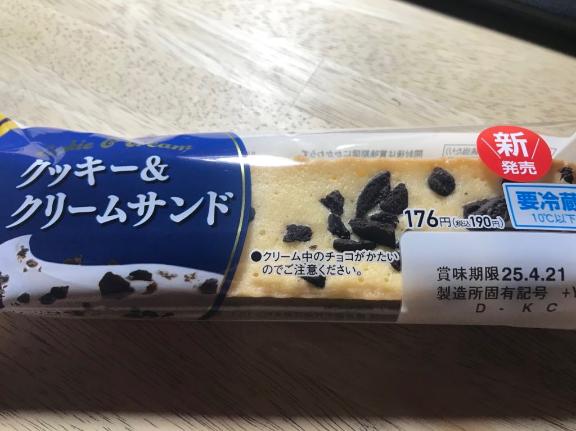 Cookie & Cream
クッキー&
クリームサンド
新
発売
要冷蔵
10℃以下
176円(税込190円)
●クリーム中のチョコがかたい
のでご注意ください。
賞味期限 25.4.21
製造所固有記号 +
D - K C